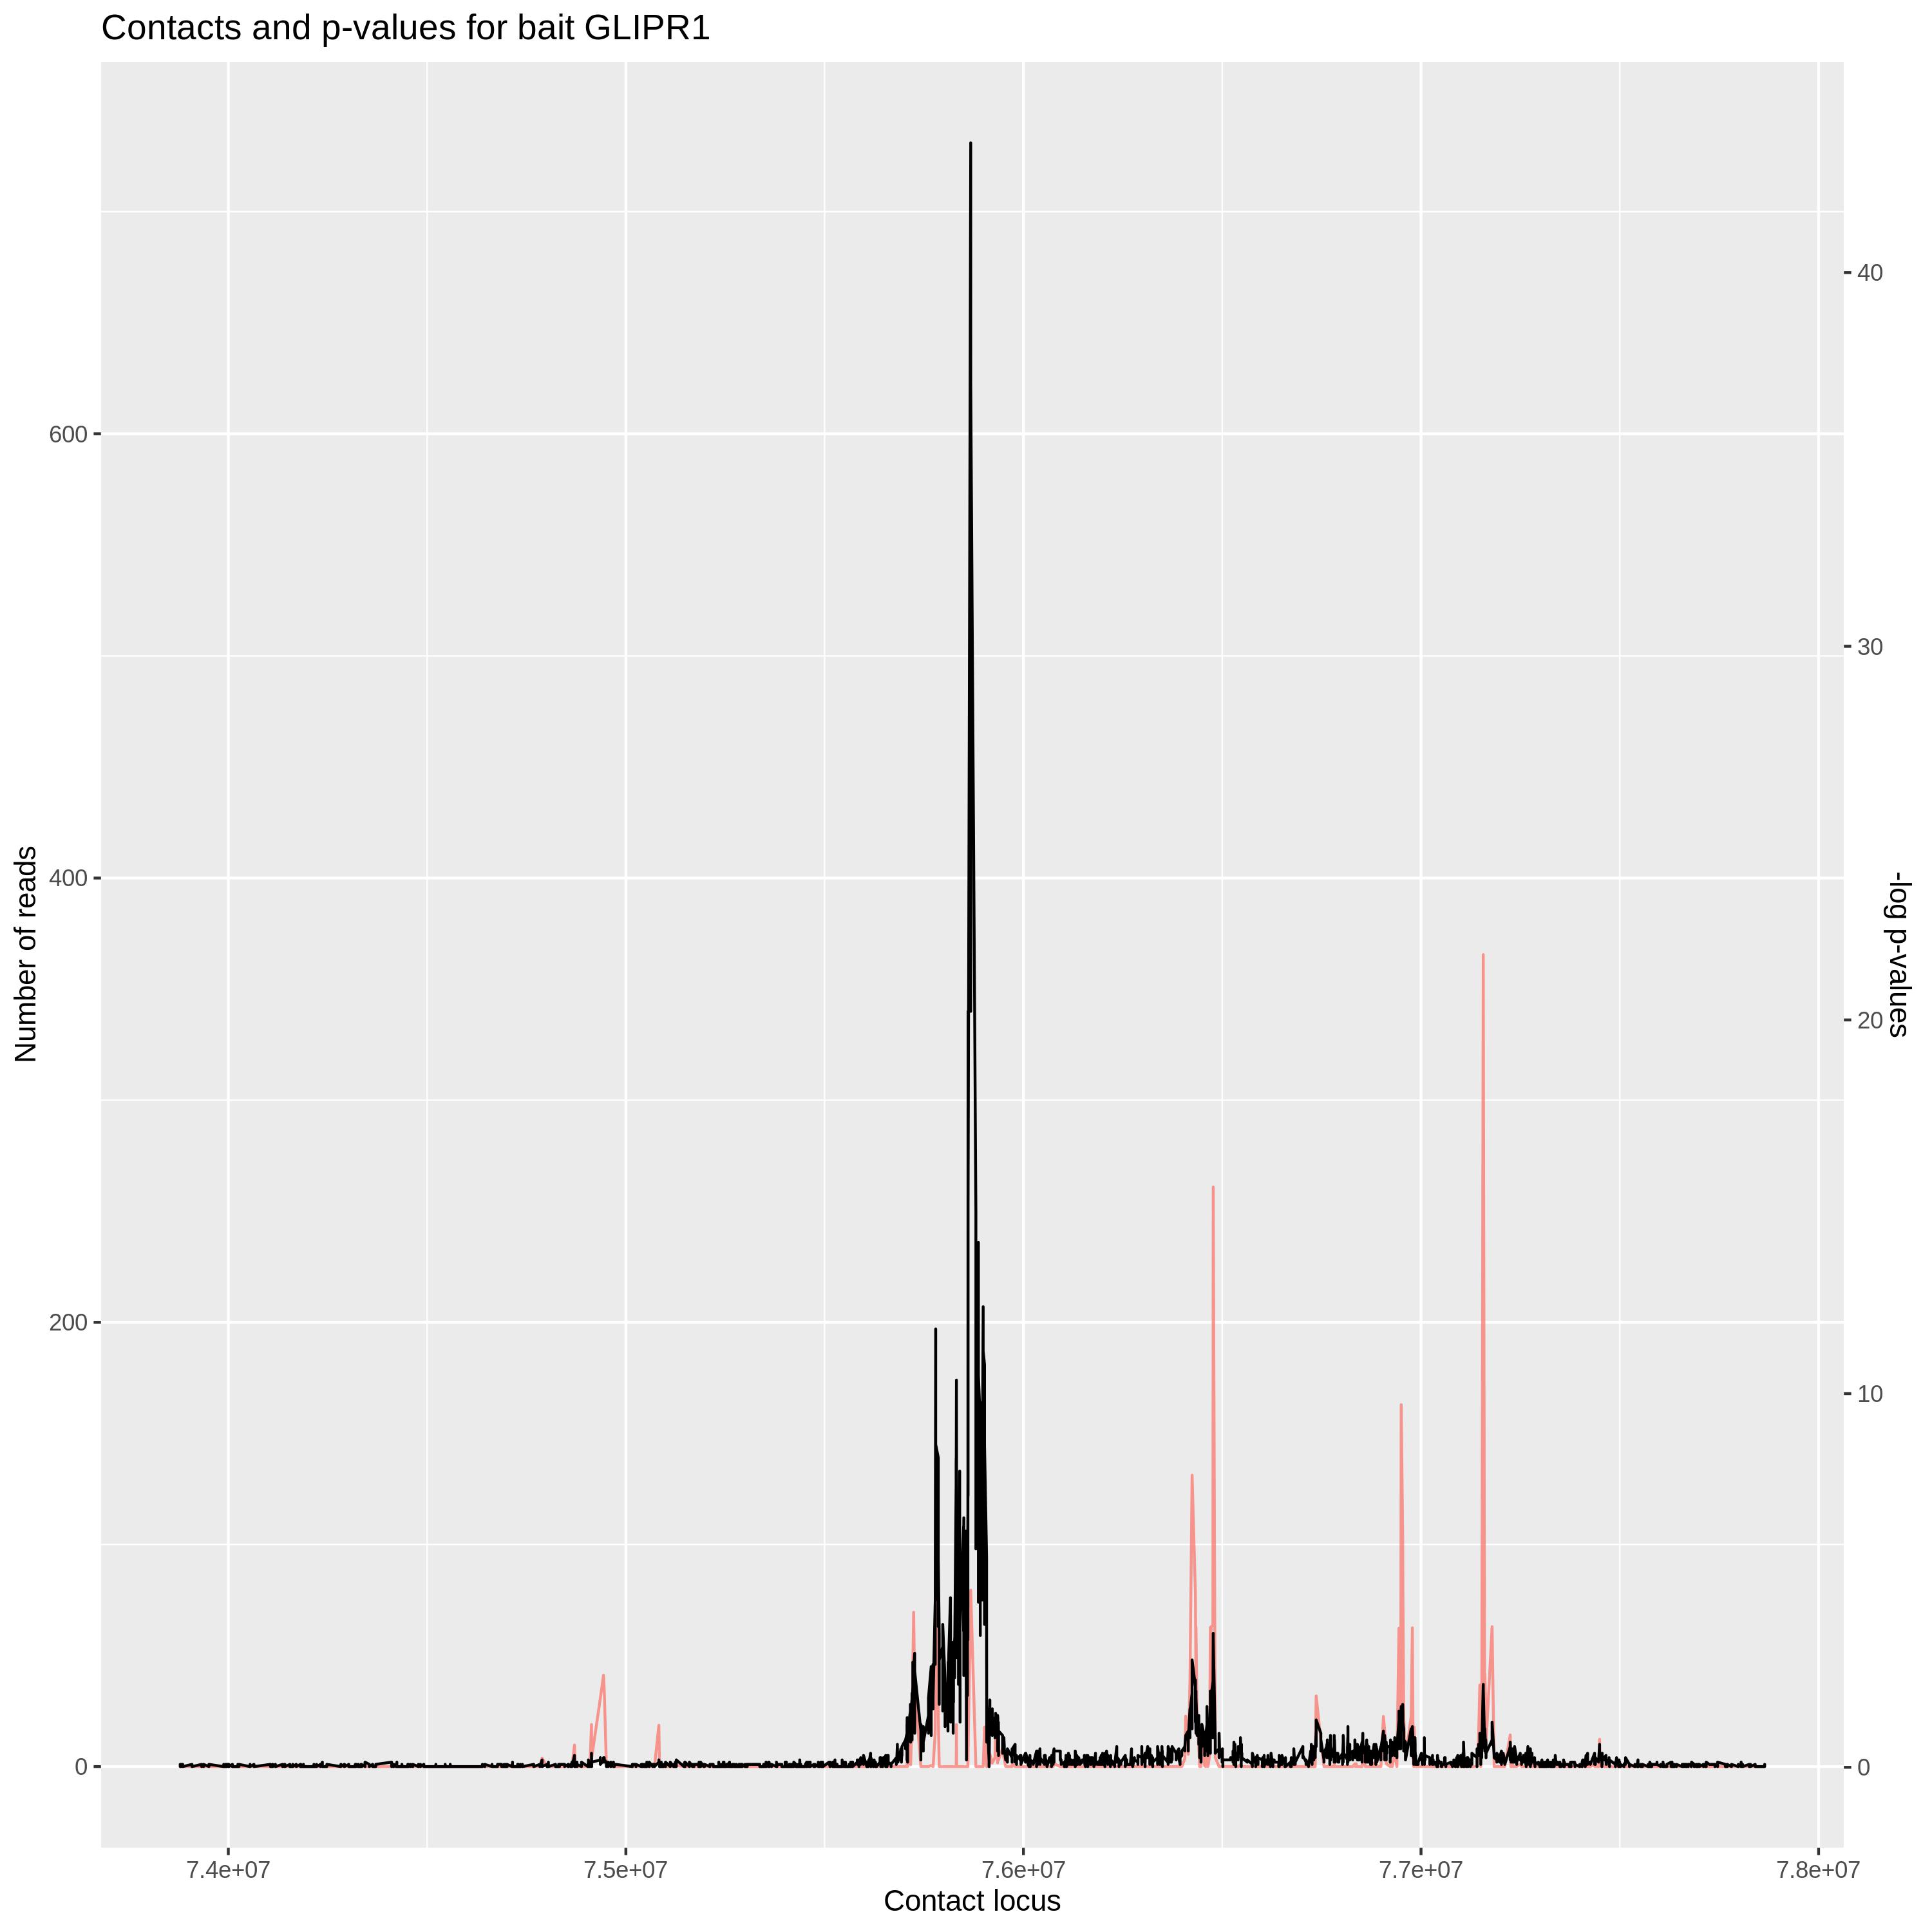 Contacts and p-values for bait GLIPR1
Number of reads
600
400
200
0
40
30
20
10
0
-log p-values
7.4e+07
7.5e+07
7.6e+07
7.7e+07
7.8e+07
Contact locus